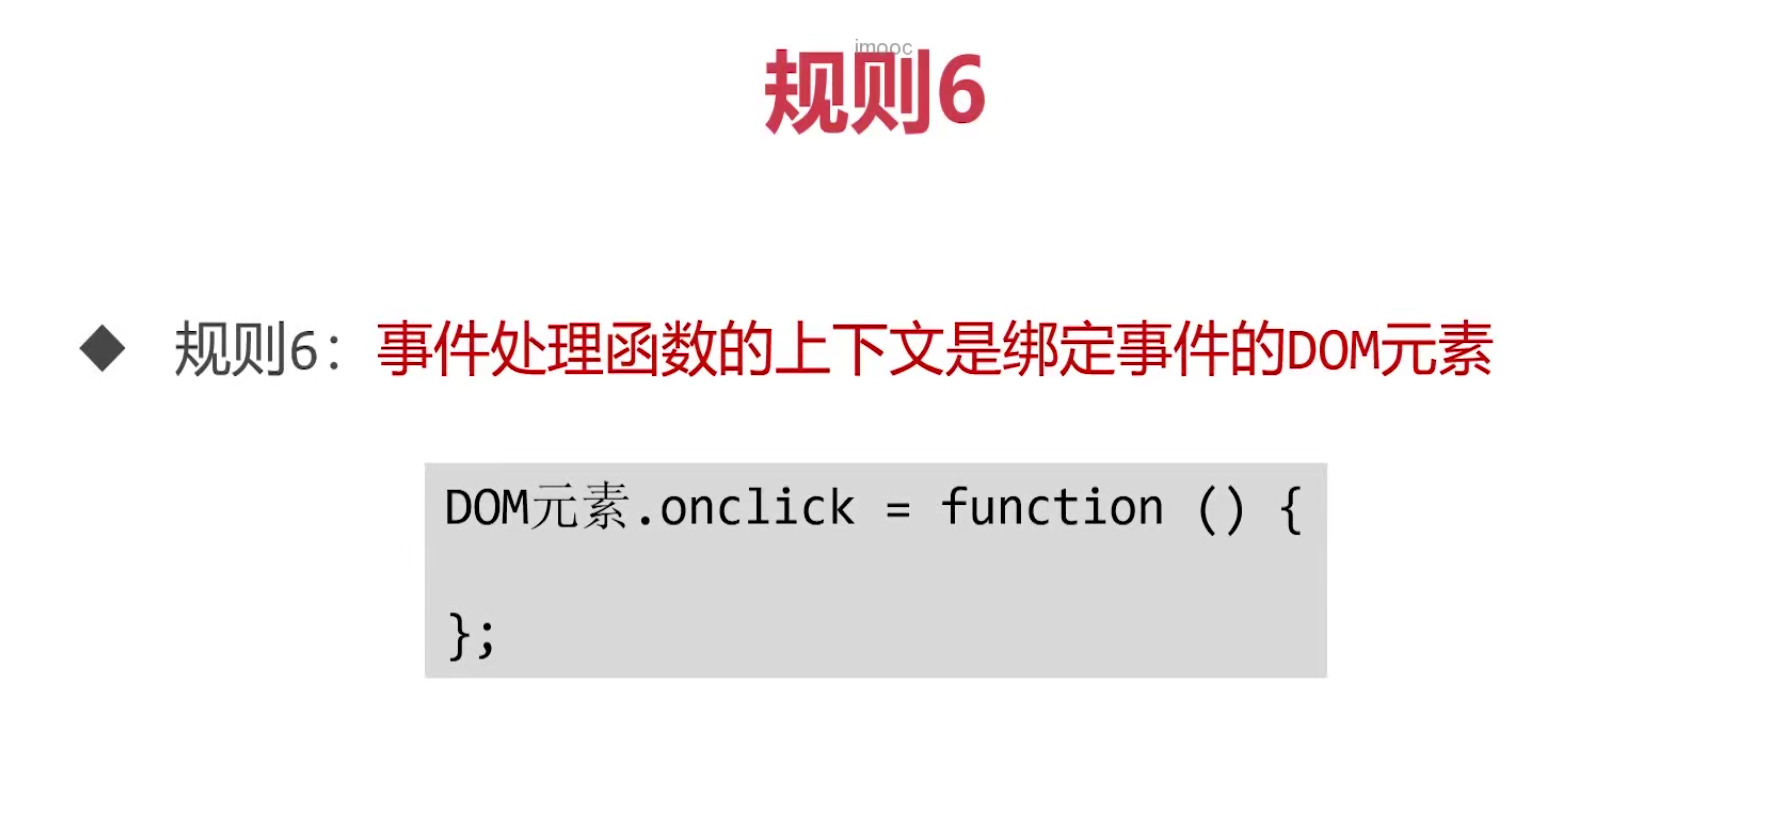 imooc
规则6
◆ 规则6：事件处理函数的上下文是绑定事件的DOM元素
DOM元素.onclick = function () {
};